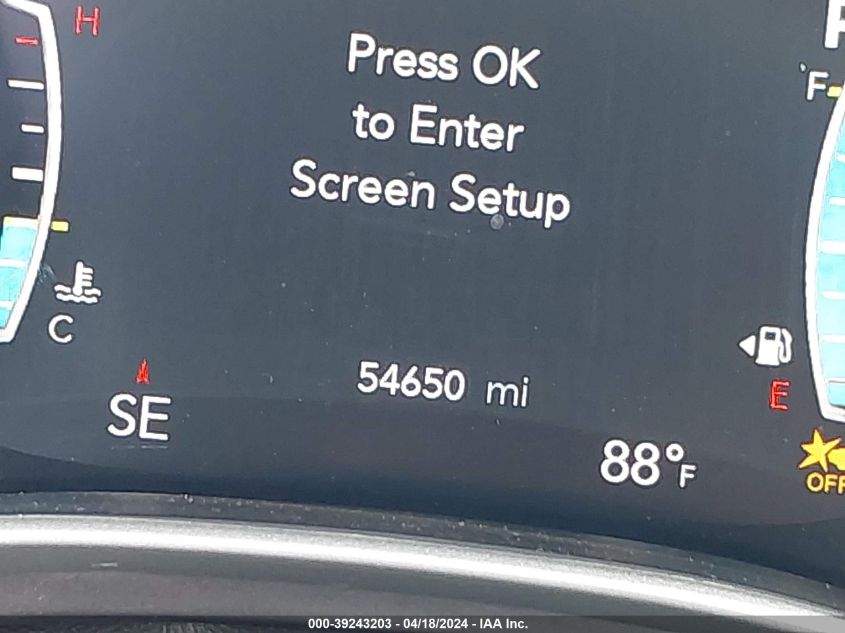 H
Press OK
to Enter
Screen Setup
F
C
E
SE
54650 mi
88°F
OFF
000-39243203 - 04/18/2024 - IAA Inc.